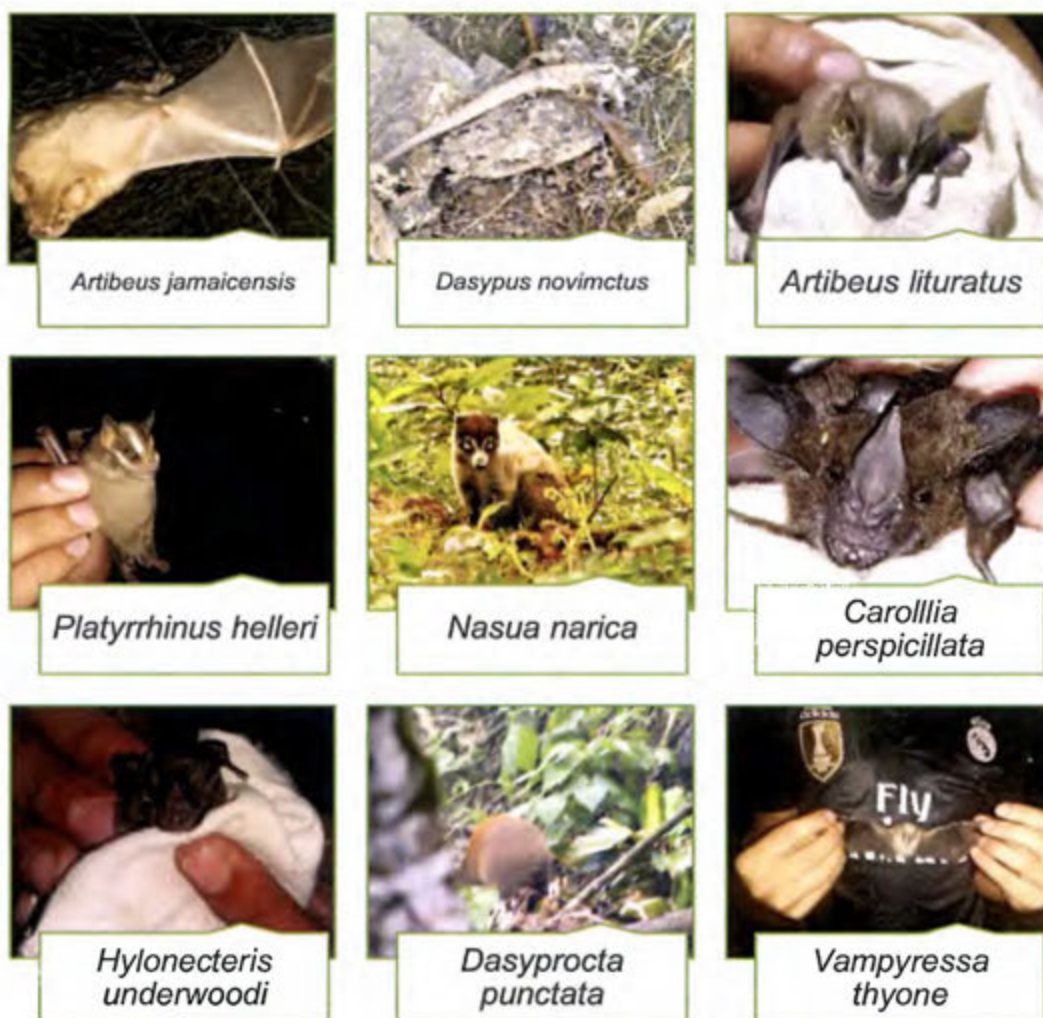 Artibeus jamaicensis
Dasypus novimctus
Artibeus lituratus
Platyrrhinus helleri
Nasua narica
Carolllia
perspicillata
Fly
Hylonecteris
underwoodi
Dasyprocta
punctata
Vampyressa
thyone